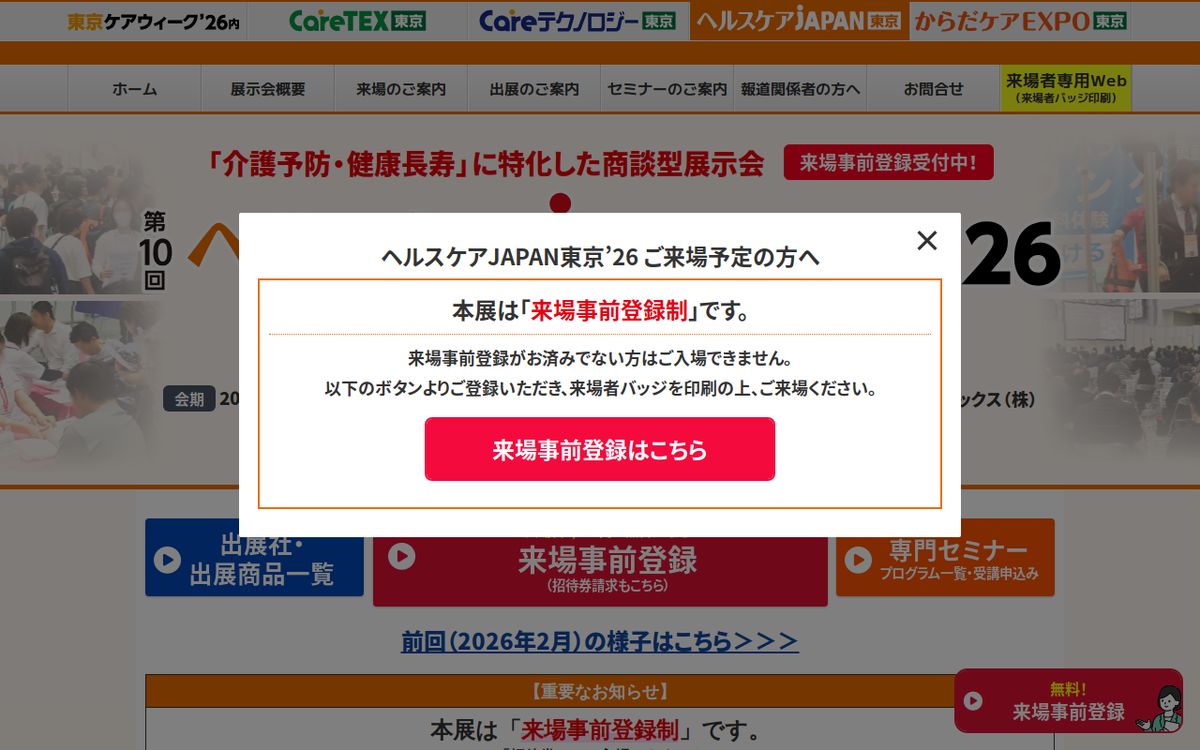 東京ケアウィーク'26内
CareTEX東京
Careテクノロジー東京
ヘルスケアJAPAN東京
からだケアEXPO東京
ホーム
展示会概要
来場のご案内
出展のご案内
セミナーのご案内
報道関係者の方へ
お問合せ
来場者専用Web
（来場者バッジ印刷）
「介護予防・健康長寿」に特化した商談型展示会
来場事前登録受付中!
第
10
回
26
ヘルスケアJAPAN東京’26 ご来場予定の方へ
本展は「来場事前登録制」です。
来場事前登録がお済みでない方はご入場できません。
以下のボタンよりご登録いただき、来場者バッジを印刷の上、ご来場ください。
来場事前登録はこちら
会期
20
ックス（株）
出展社・
出展商品一覧
来場事前登録
（招待券請求もこちら）
専門セミナー
プログラム一覧・受講申込み
前回（2026年2月）の様子はこちら＞＞＞
【重要なお知らせ】
本展は「来場事前登録制」です。
無料!
来場事前登録